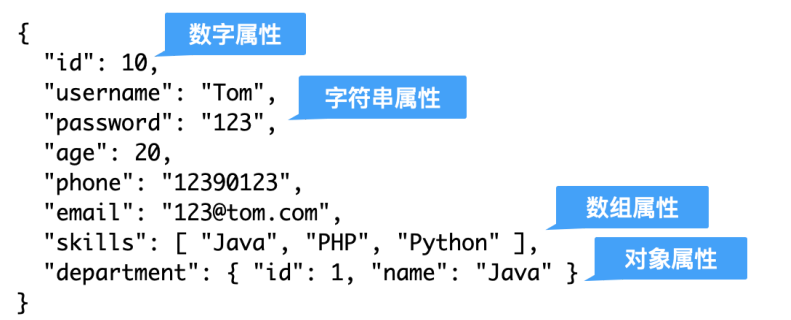 {
数字属性
"id": 10,
"username": "Tom",
字符串属性
"password": "123",
"age": 20,
"phone": "12390123",
"email": "123@tom.com",
数组属性
"skills": [ "Java", "PHP", "Python" ],
对象属性
"department": { "id": 1, "name": "Java" }
}